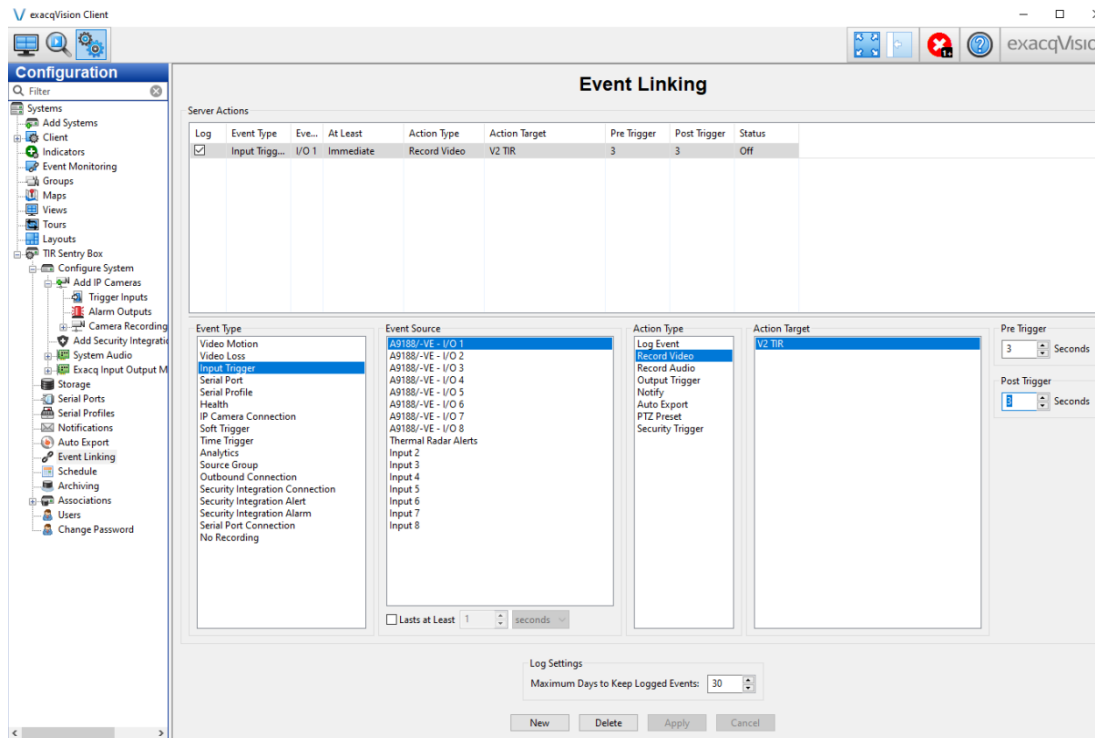 exacqVision Client
exacqVisio
Configuration
Filter
Systems
Add Systems
Client
Indicators
Event Monitoring
Groups
Maps
Views
Tours
Layouts
TIR Sentry Box
Configure System
Add IP Cameras
Trigger Inputs
Alarm Outputs
Camera Recording
Add Security Integratio
System Audio
Exacq Input Output M
Storage
Serial Ports
Serial Profiles
Notifications
Auto Export
Event Linking
Schedule
Archiving
Associations
Users
Change Password
Event Linking
Server Actions
Log Event Type Eve... At Least Action Type Action Target Pre Trigger Post Trigger Status
Input Trigg... I/O 1 Immediate Record Video V2 TIR 3 3 Off
Event Type
Video Motion
Video Loss
Input Trigger
Serial Port
Serial Profile
Health
IP Camera Connection
Soft Trigger
Time Trigger
Analytics
Source Group
Outbound Connection
Security Integration Connection
Security Integration Alert
Security Integration Alarm
Serial Port Connection
No Recording
Event Source
A9188/-VE - I/O 1
A9188/-VE - I/O 2
A9188/-VE - I/O 3
A9188/-VE - I/O 4
A9188/-VE - I/O 5
A9188/-VE - I/O 6
A9188/-VE - I/O 7
A9188/-VE - I/O 8
Thermal Radar Alerts
Input 2
Input 3
Input 4
Input 5
Input 6
Input 7
Input 8
Lasts at Least 1 seconds
Action Type
Log Event
Record Video
Record Audio
Output Trigger
Notify
Auto Export
PTZ Preset
Security Trigger
Action Target
V2 TIR
Pre Trigger
3 Seconds
Post Trigger
3 Seconds
Log Settings
Maximum Days to Keep Logged Events: 30
New Delete Apply Cancel